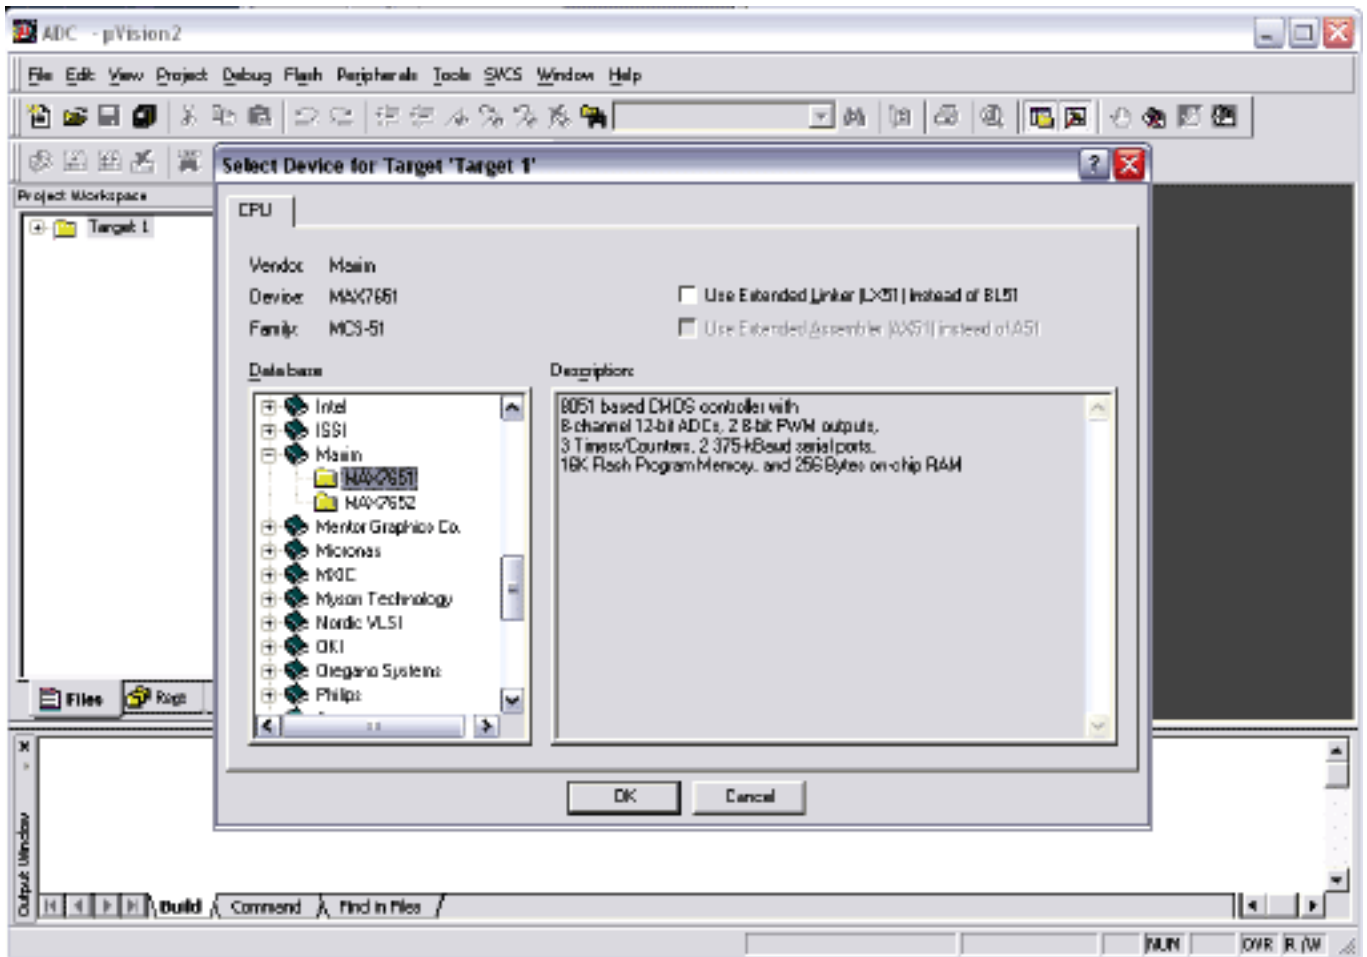 ADC - µVision2
File Edit View Project Debug Flash Peripherals Tools SVCS Window Help
Select Device for Target 'Target 1'
Project Workspace
Target 1
CPU
Vendor: Maxim
Device: MAX7651
Family: MCS-51
Use Extended Linker (LX51) instead of BL51
Use Extended Assembler (AX51) instead of A51
Database
Description:
Intel
ISSI
Maxim
MAX7651
MAX7652
Mentor Graphics Co.
Micronas
MXIC
Myson Technology
Nordic VLSI
OKI
Oregano Systems
Philips
8051 based CMOS controller with
8-channel 12-bit ADCs, 2 8-bit PWM outputs,
3 Timers/Counters, 2 375-kBaud serial ports,
16K Flash Program Memory, and 256 Bytes on-chip RAM
Files Regs
OK Cancel
Output Window
Build Command Find in Files
NUM OVR R/W